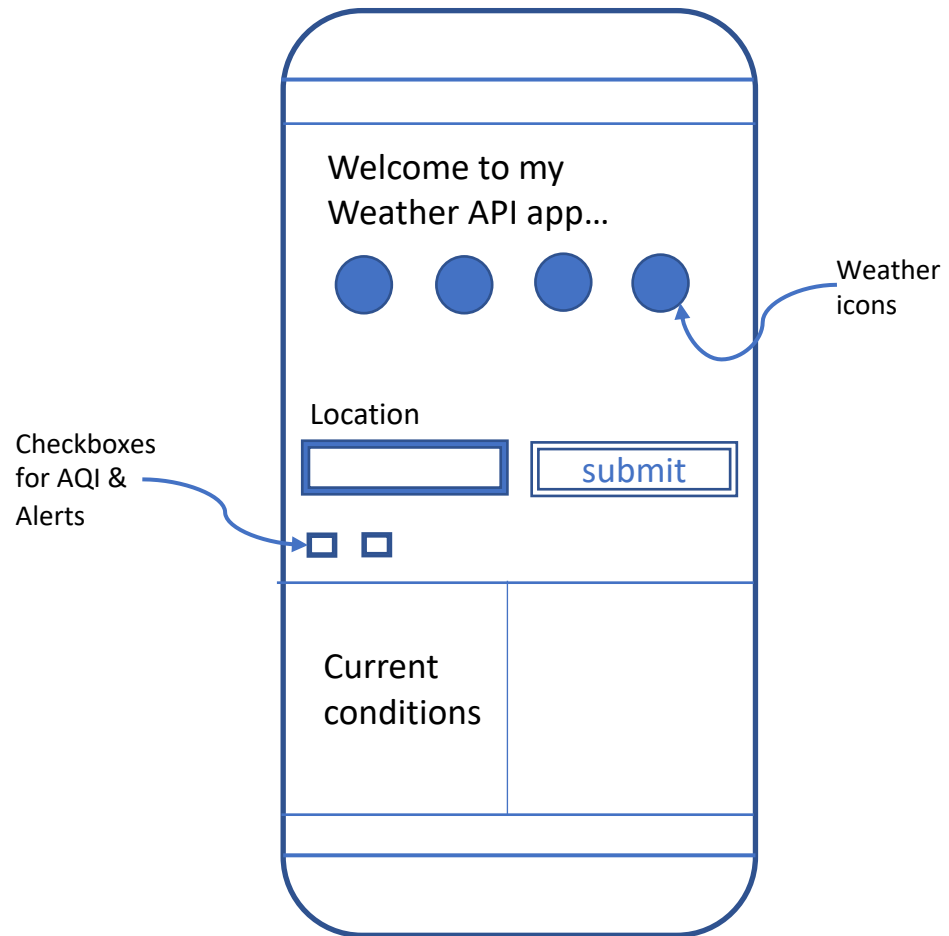 Welcome to my
Weather API app…
Weather
icons
Location
Checkboxes
for AQI &
Alerts
submit
Current
conditions